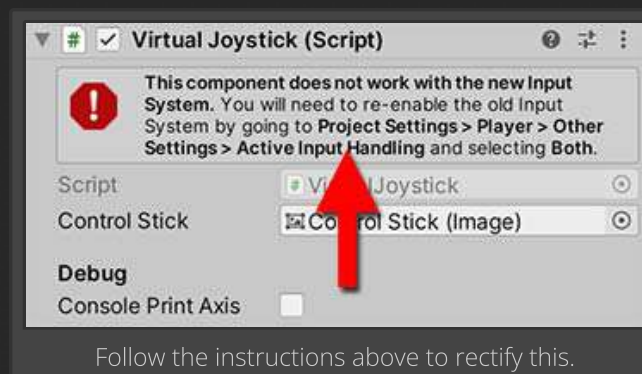 Virtual Joystick (Script)
This component does not work with the new Input
System. You will need to re-enable the old Input
System by going to Project Settings > Player > Other
Settings > Active Input Handling and selecting Both.
Script
Control Stick
Control Stick (Image)
Debug
Console Print Axis
Follow the instructions above to rectify this.